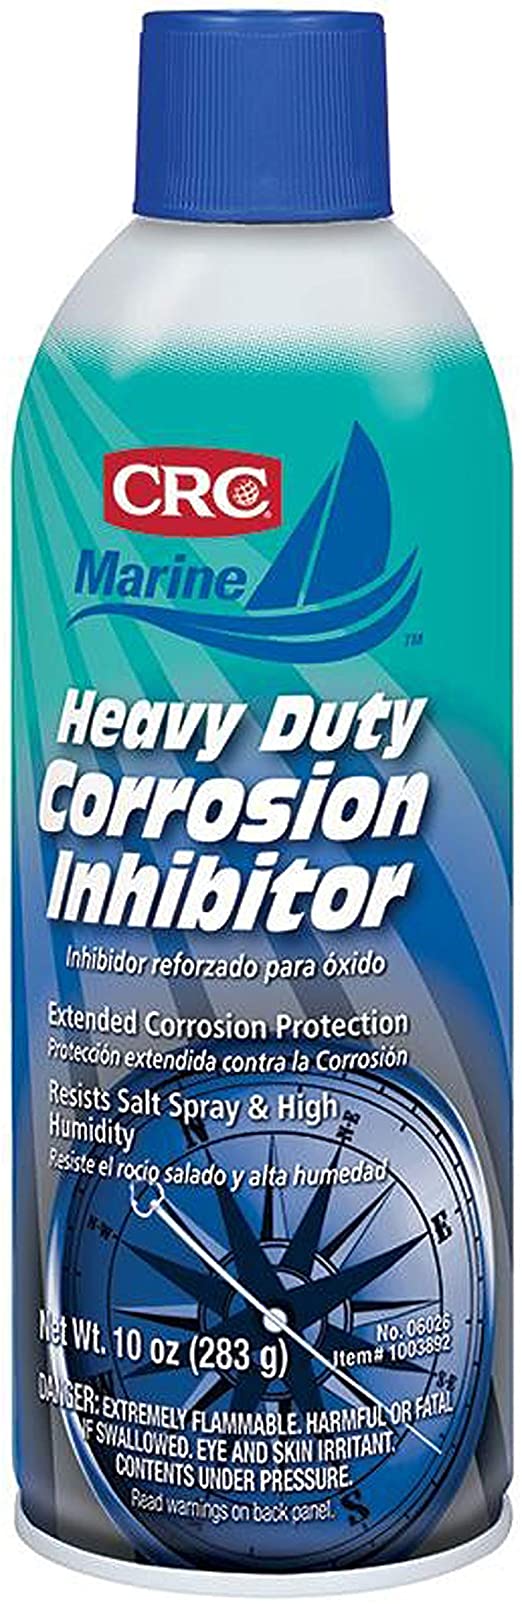 CRC
Marine
™
Heavy Duty
Corrosion
Inhibitor
Inhibidor reforzado para óxido
Extended Corrosion Protection
Protección extendida contra la Corrosión
Resists Salt Spray & High
Humidity
Resiste el rocío salado y alta humedad
N
N-E
E
N-W
S-E
S
Net Wt. 10 oz (283 g)
No. 06026
Item# 1003892
DANGER: EXTREMELY FLAMMABLE. HARMFUL OR FATAL
IF SWALLOWED. EYE AND SKIN IRRITANT.
CONTENTS UNDER PRESSURE.
Read warnings on back panel.